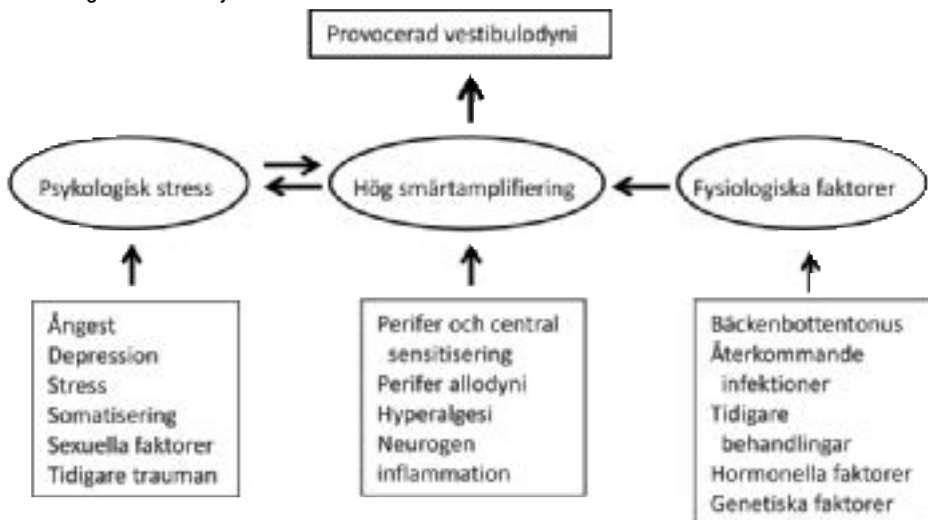 Provocerad vestibulodyni
Psykologisk stress
Hög smärtamplifiering
Fysiologiska faktorer
Ångest
Depression
Stress
Somatisering
Sexuella faktorer
Tidigare trauman
Perifer och central
sensitisering
Perifer allodyni
Hyperalgesi
Neurogen
inflammation
Bäckenbottentonus
Återkommande
infektioner
Tidigare
behandlingar
Hormonella faktorer
Genetiska faktorer